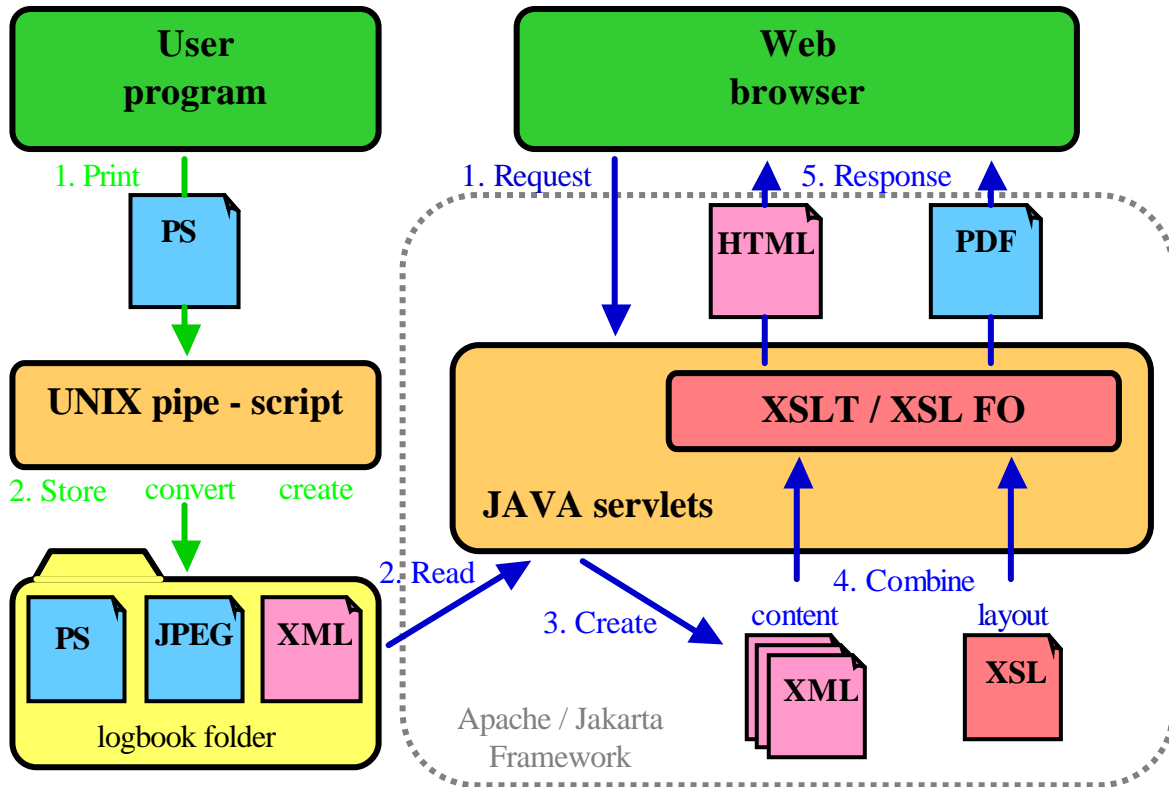 User
program
1. Print
PS
UNIX pipe - script
2. Store convert create
PS JPEG XML
logbook folder
Web
browser
1. Request
5. Response
HTML
PDF
XSLT / XSL FO
JAVA servlets
2. Read
3. Create
4. Combine
content
layout
XML
XSL
Apache / Jakarta
Framework